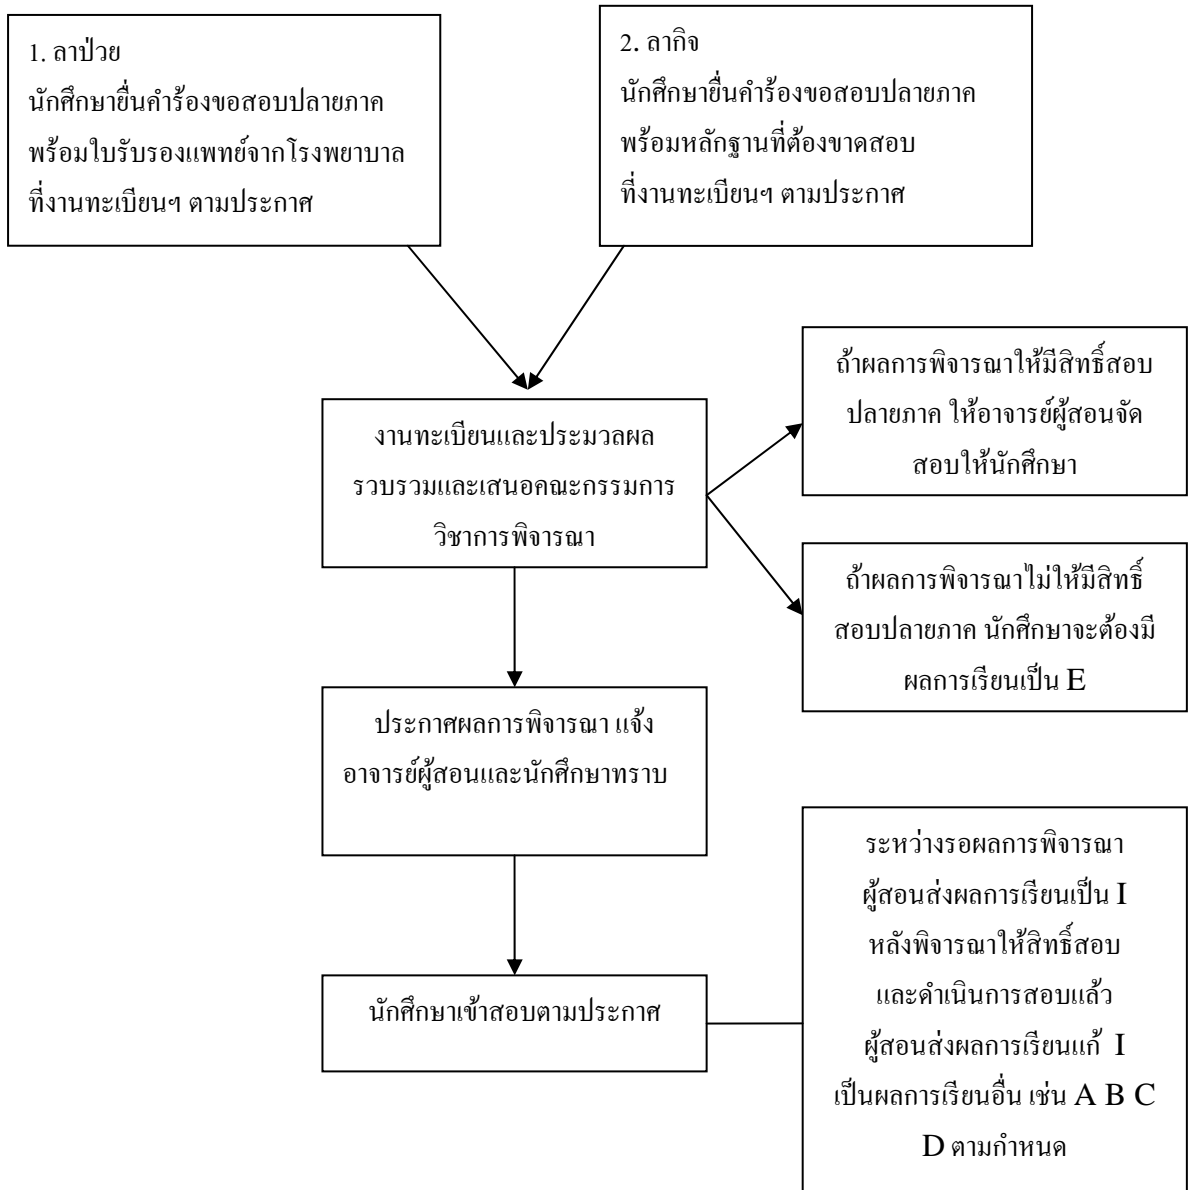 1. ลาป่วย
นักศึกษายื่นคำร้องขอสอบปลายภาค
พร้อมใบรับรองแพทย์จากโรงพยาบาล
ที่งานทะเบียนฯ ตามประกาศ
2. ลากิจ
นักศึกษายื่นคำร้องขอสอบปลายภาค
พร้อมหลักฐานที่ต้องขาดสอบ
ที่งานทะเบียนฯ ตามประกาศ
งานทะเบียนและประมวลผล
รวบรวมและเสนอคณะกรรมการ
วิชาการพิจารณา
ถ้าผลการพิจารณาให้มีสิทธิ์สอบ
ปลายภาค ให้อาจารย์ผู้สอนจัด
สอบให้นักศึกษา
ถ้าผลการพิจารณาไม่ให้มีสิทธิ์
สอบปลายภาค นักศึกษาจะต้องมี
ผลการเรียนเป็น E
ประกาศผลการพิจารณา แจ้ง
อาจารย์ผู้สอนและนักศึกษาทราบ
นักศึกษาเข้าสอบตามประกาศ
ระหว่างรอผลการพิจารณา
ผู้สอนส่งผลการเรียนเป็น I
หลังพิจารณาให้สิทธิ์สอบ
และดำเนินการสอบแล้ว
ผู้สอนส่งผลการเรียนแก้ I
เป็นผลการเรียนอื่น เช่น A B C
D ตามกำหนด